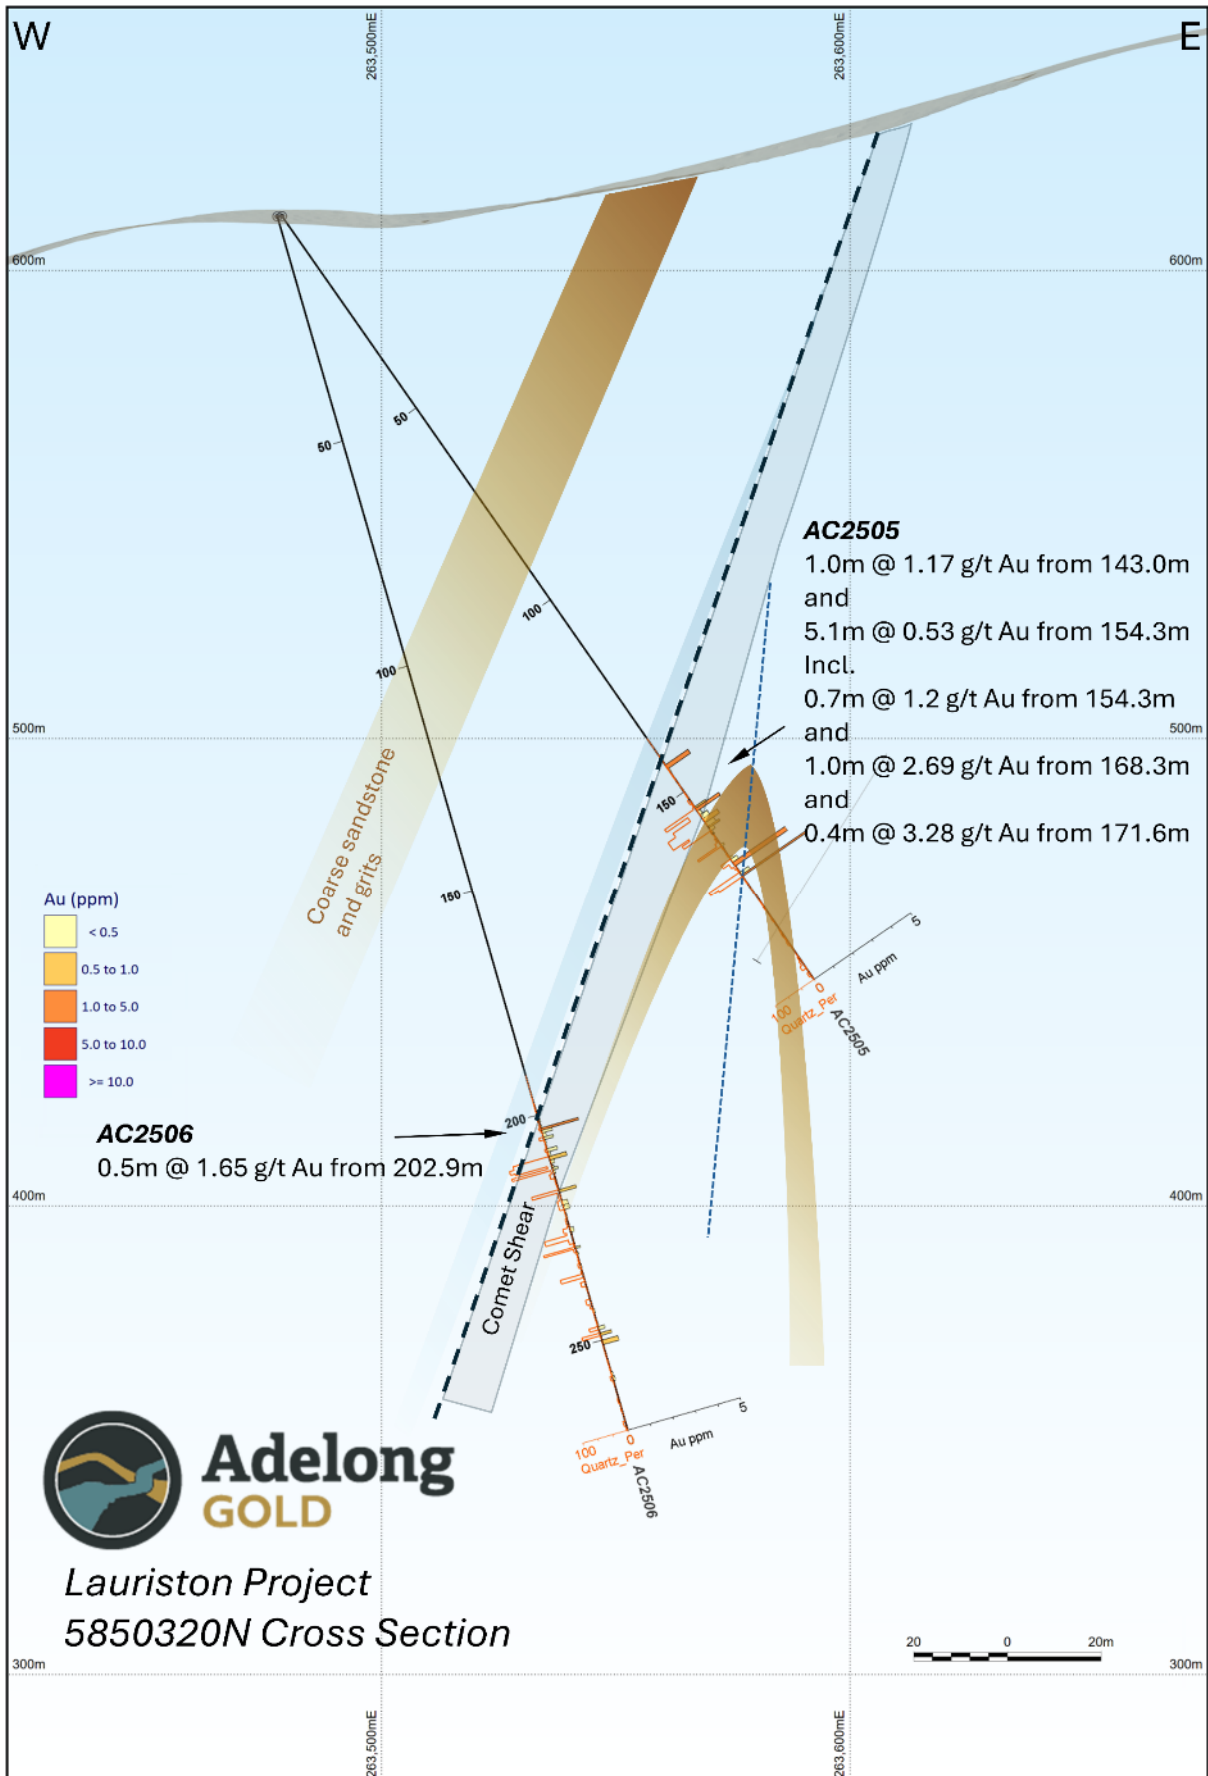 W
E
263,500mE
263,600mE
600m
600m
50
50
100
100
AC2505
1.0m @ 1.17 g/t Au from 143.0m
and
5.1m @ 0.53 g/t Au from 154.3m
Incl.
0.7m @ 1.2 g/t Au from 154.3m
and
1.0m @ 2.69 g/t Au from 168.3m
and
0.4m @ 3.28 g/t Au from 171.6m
500m
500m
Coarse sandstone
and grits
150
150
Au (ppm)
< 0.5
0.5 to 1.0
1.0 to 5.0
5.0 to 10.0
>= 10.0
5
Au ppm
0
100
Quartz_Per
AC2505
200
AC2506
0.5m @ 1.65 g/t Au from 202.9m
400m
400m
Comet Shear
250
5
Au ppm
0
100
Quartz_Per
AC2506
Adelong
GOLD
Lauriston Project
5850320N Cross Section
20 0 20m
300m
300m
263,500mE
263,600mE